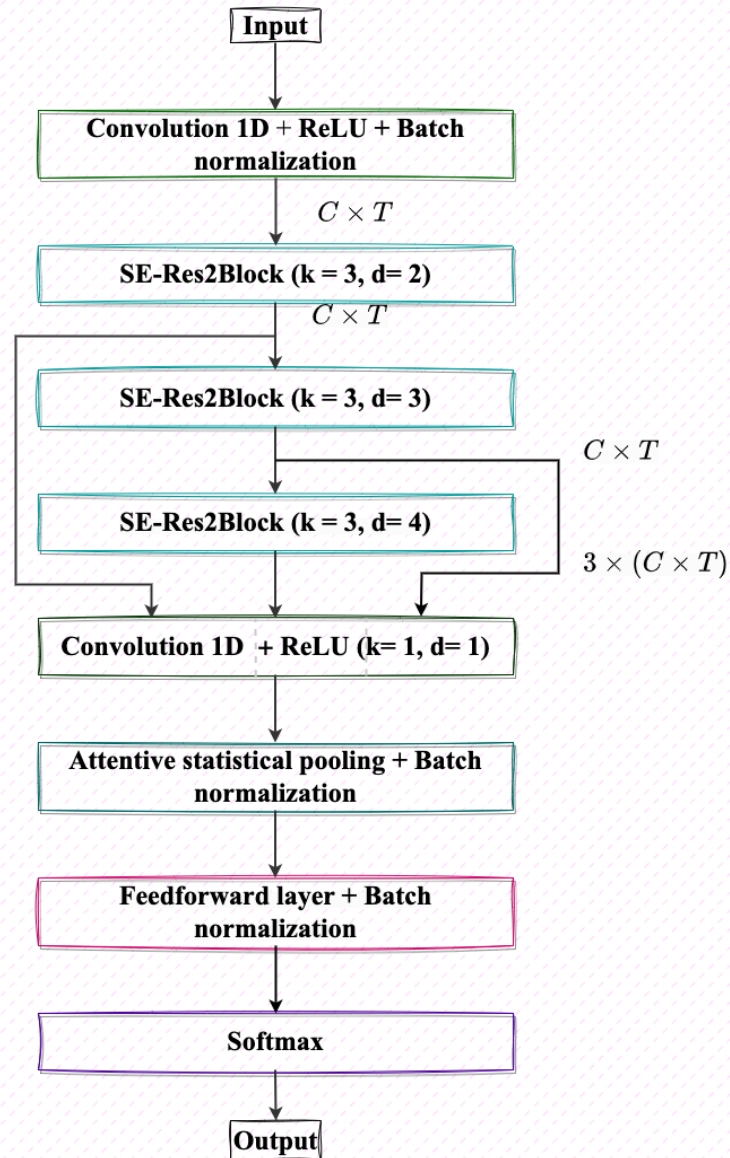 Input
Convolution 1D + ReLU + Batch
normalization
C × T
SE-Res2Block (k = 3, d= 2)
C × T
SE-Res2Block (k = 3, d= 3)
C × T
SE-Res2Block (k = 3, d= 4)
3 × (C × T)
Convolution 1D + ReLU (k= 1, d= 1)
Attentive statistical pooling + Batch
normalization
Feedforward layer + Batch
normalization
Softmax
Output